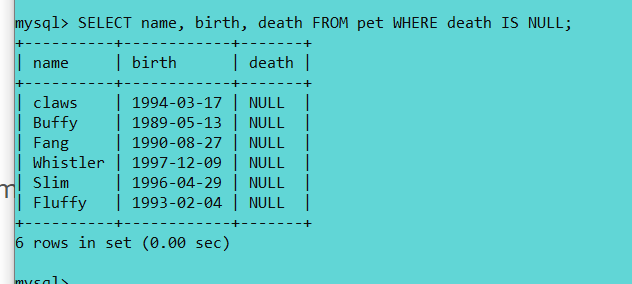 mysql> SELECT name, birth, death FROM pet WHERE death IS NULL;
+----------+------------+-------+
| name     | birth      | death |
+----------+------------+-------+
| claws    | 1994-03-17 | NULL  |
| Buffy    | 1989-05-13 | NULL  |
| Fang     | 1990-08-27 | NULL  |
| Whistler | 1997-12-09 | NULL  |
| Slim     | 1996-04-29 | NULL  |
| Fluffy   | 1993-02-04 | NULL  |
+----------+------------+-------+
6 rows in set (0.00 sec)
mysql>